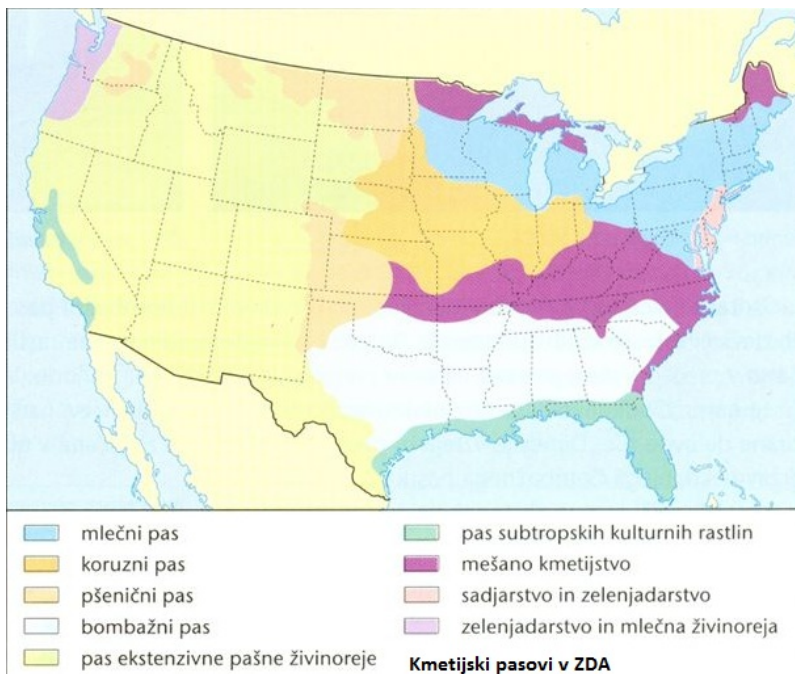 mlečni pas
koruzni pas
pšenični pas
bombažni pas
pas ekstenzivne pašne živinoreje
pas subtropskih kulturnih rastlin
mešano kmetijstvo
sadjarstvo in zelenjadarstvo
zelenjadarstvo in mlečna živinoreja
Kmetijski pasovi v ZDA